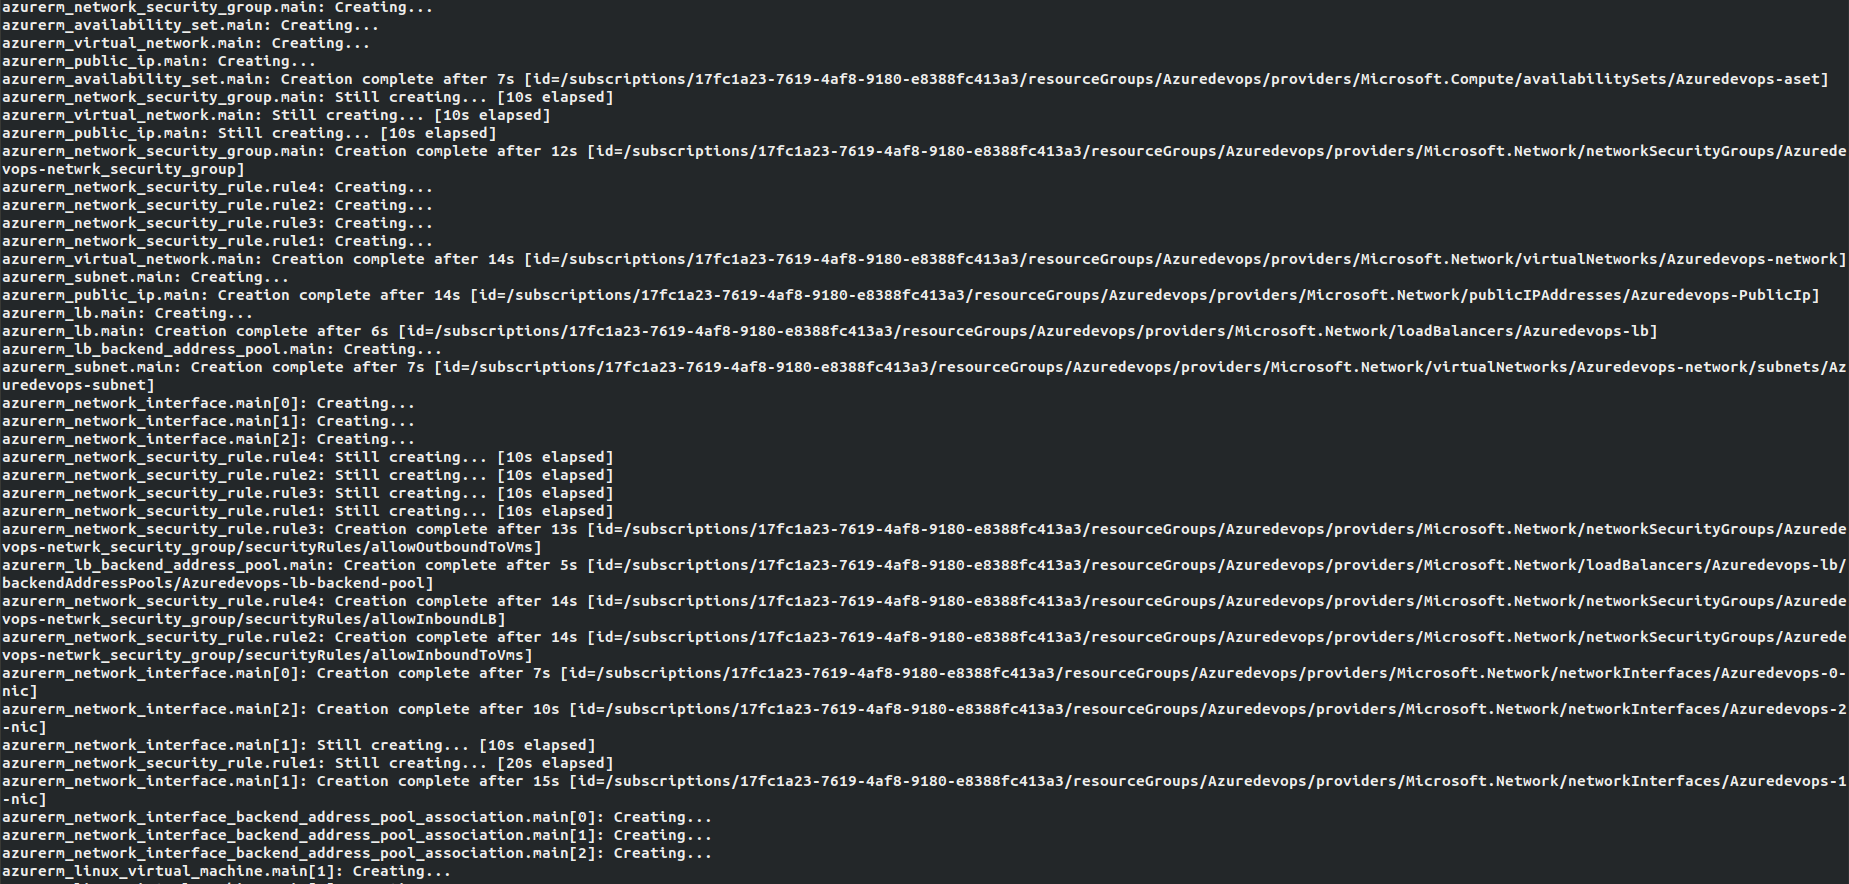 azurerm_network_security_group.main: Creating...
azurerm_availability_set.main: Creating...
azurerm_virtual_network.main: Creating...
azurerm_public_ip.main: Creating...
azurerm_availability_set.main: Creation complete after 7s [id=/subscriptions/17fc1a23-7619-4af8-9180-e8388fc413a3/resourceGroups/Azuredevops/providers/Microsoft.Compute/availabilitySets/Azuredevops-aset]
azurerm_network_security_group.main: Still creating... [10s elapsed]
azurerm_virtual_network.main: Still creating... [10s elapsed]
azurerm_public_ip.main: Still creating... [10s elapsed]
azurerm_network_security_group.main: Creation complete after 12s [id=/subscriptions/17fc1a23-7619-4af8-9180-e8388fc413a3/resourceGroups/Azuredevops/providers/Microsoft.Network/networkSecurityGroups/Azurede
vops-netwrk_security_group]
azurerm_network_security_rule.rule4: Creating...
azurerm_network_security_rule.rule2: Creating...
azurerm_network_security_rule.rule3: Creating...
azurerm_network_security_rule.rule1: Creating...
azurerm_virtual_network.main: Creation complete after 14s [id=/subscriptions/17fc1a23-7619-4af8-9180-e8388fc413a3/resourceGroups/Azuredevops/providers/Microsoft.Network/virtualNetworks/Azuredevops-network]
azurerm_subnet.main: Creating...
azurerm_public_ip.main: Creation complete after 14s [id=/subscriptions/17fc1a23-7619-4af8-9180-e8388fc413a3/resourceGroups/Azuredevops/providers/Microsoft.Network/publicIPAddresses/Azuredevops-PublicIp]
azurerm_lb.main: Creating...
azurerm_lb.main: Creation complete after 6s [id=/subscriptions/17fc1a23-7619-4af8-9180-e8388fc413a3/resourceGroups/Azuredevops/providers/Microsoft.Network/loadBalancers/Azuredevops-lb]
azurerm_lb_backend_address_pool.main: Creating...
azurerm_subnet.main: Creation complete after 7s [id=/subscriptions/17fc1a23-7619-4af8-9180-e8388fc413a3/resourceGroups/Azuredevops/providers/Microsoft.Network/virtualNetworks/Azuredevops-network/subnets/Az
uredevops-subnet]
azurerm_network_interface.main[0]: Creating...
azurerm_network_interface.main[1]: Creating...
azurerm_network_interface.main[2]: Creating...
azurerm_network_security_rule.rule4: Still creating... [10s elapsed]
azurerm_network_security_rule.rule2: Still creating... [10s elapsed]
azurerm_network_security_rule.rule3: Still creating... [10s elapsed]
azurerm_network_security_rule.rule1: Still creating... [10s elapsed]
azurerm_network_security_rule.rule3: Creation complete after 13s [id=/subscriptions/17fc1a23-7619-4af8-9180-e8388fc413a3/resourceGroups/Azuredevops/providers/Microsoft.Network/networkSecurityGroups/Azurede
vops-netwrk_security_group/securityRules/allowOutboundToVms]
azurerm_lb_backend_address_pool.main: Creation complete after 5s [id=/subscriptions/17fc1a23-7619-4af8-9180-e8388fc413a3/resourceGroups/Azuredevops/providers/Microsoft.Network/loadBalancers/Azuredevops-lb/
backendAddressPools/Azuredevops-lb-backend-pool]
azurerm_network_security_rule.rule4: Creation complete after 14s [id=/subscriptions/17fc1a23-7619-4af8-9180-e8388fc413a3/resourceGroups/Azuredevops/providers/Microsoft.Network/networkSecurityGroups/Azurede
vops-netwrk_security_group/securityRules/allowInboundLB]
azurerm_network_security_rule.rule2: Creation complete after 14s [id=/subscriptions/17fc1a23-7619-4af8-9180-e8388fc413a3/resourceGroups/Azuredevops/providers/Microsoft.Network/networkSecurityGroups/Azurede
vops-netwrk_security_group/securityRules/allowInboundToVms]
azurerm_network_interface.main[0]: Creation complete after 7s [id=/subscriptions/17fc1a23-7619-4af8-9180-e8388fc413a3/resourceGroups/Azuredevops/providers/Microsoft.Network/networkInterfaces/Azuredevops-0-
nic]
azurerm_network_interface.main[2]: Creation complete after 10s [id=/subscriptions/17fc1a23-7619-4af8-9180-e8388fc413a3/resourceGroups/Azuredevops/providers/Microsoft.Network/networkInterfaces/Azuredevops-2
-nic]
azurerm_network_interface.main[1]: Still creating... [10s elapsed]
azurerm_network_security_rule.rule1: Still creating... [20s elapsed]
azurerm_network_interface.main[1]: Creation complete after 15s [id=/subscriptions/17fc1a23-7619-4af8-9180-e8388fc413a3/resourceGroups/Azuredevops/providers/Microsoft.Network/networkInterfaces/Azuredevops-1
-nic]
azurerm_network_interface_backend_address_pool_association.main[0]: Creating...
azurerm_network_interface_backend_address_pool_association.main[1]: Creating...
azurerm_network_interface_backend_address_pool_association.main[2]: Creating...
azurerm_linux_virtual_machine.main[1]: Creating...